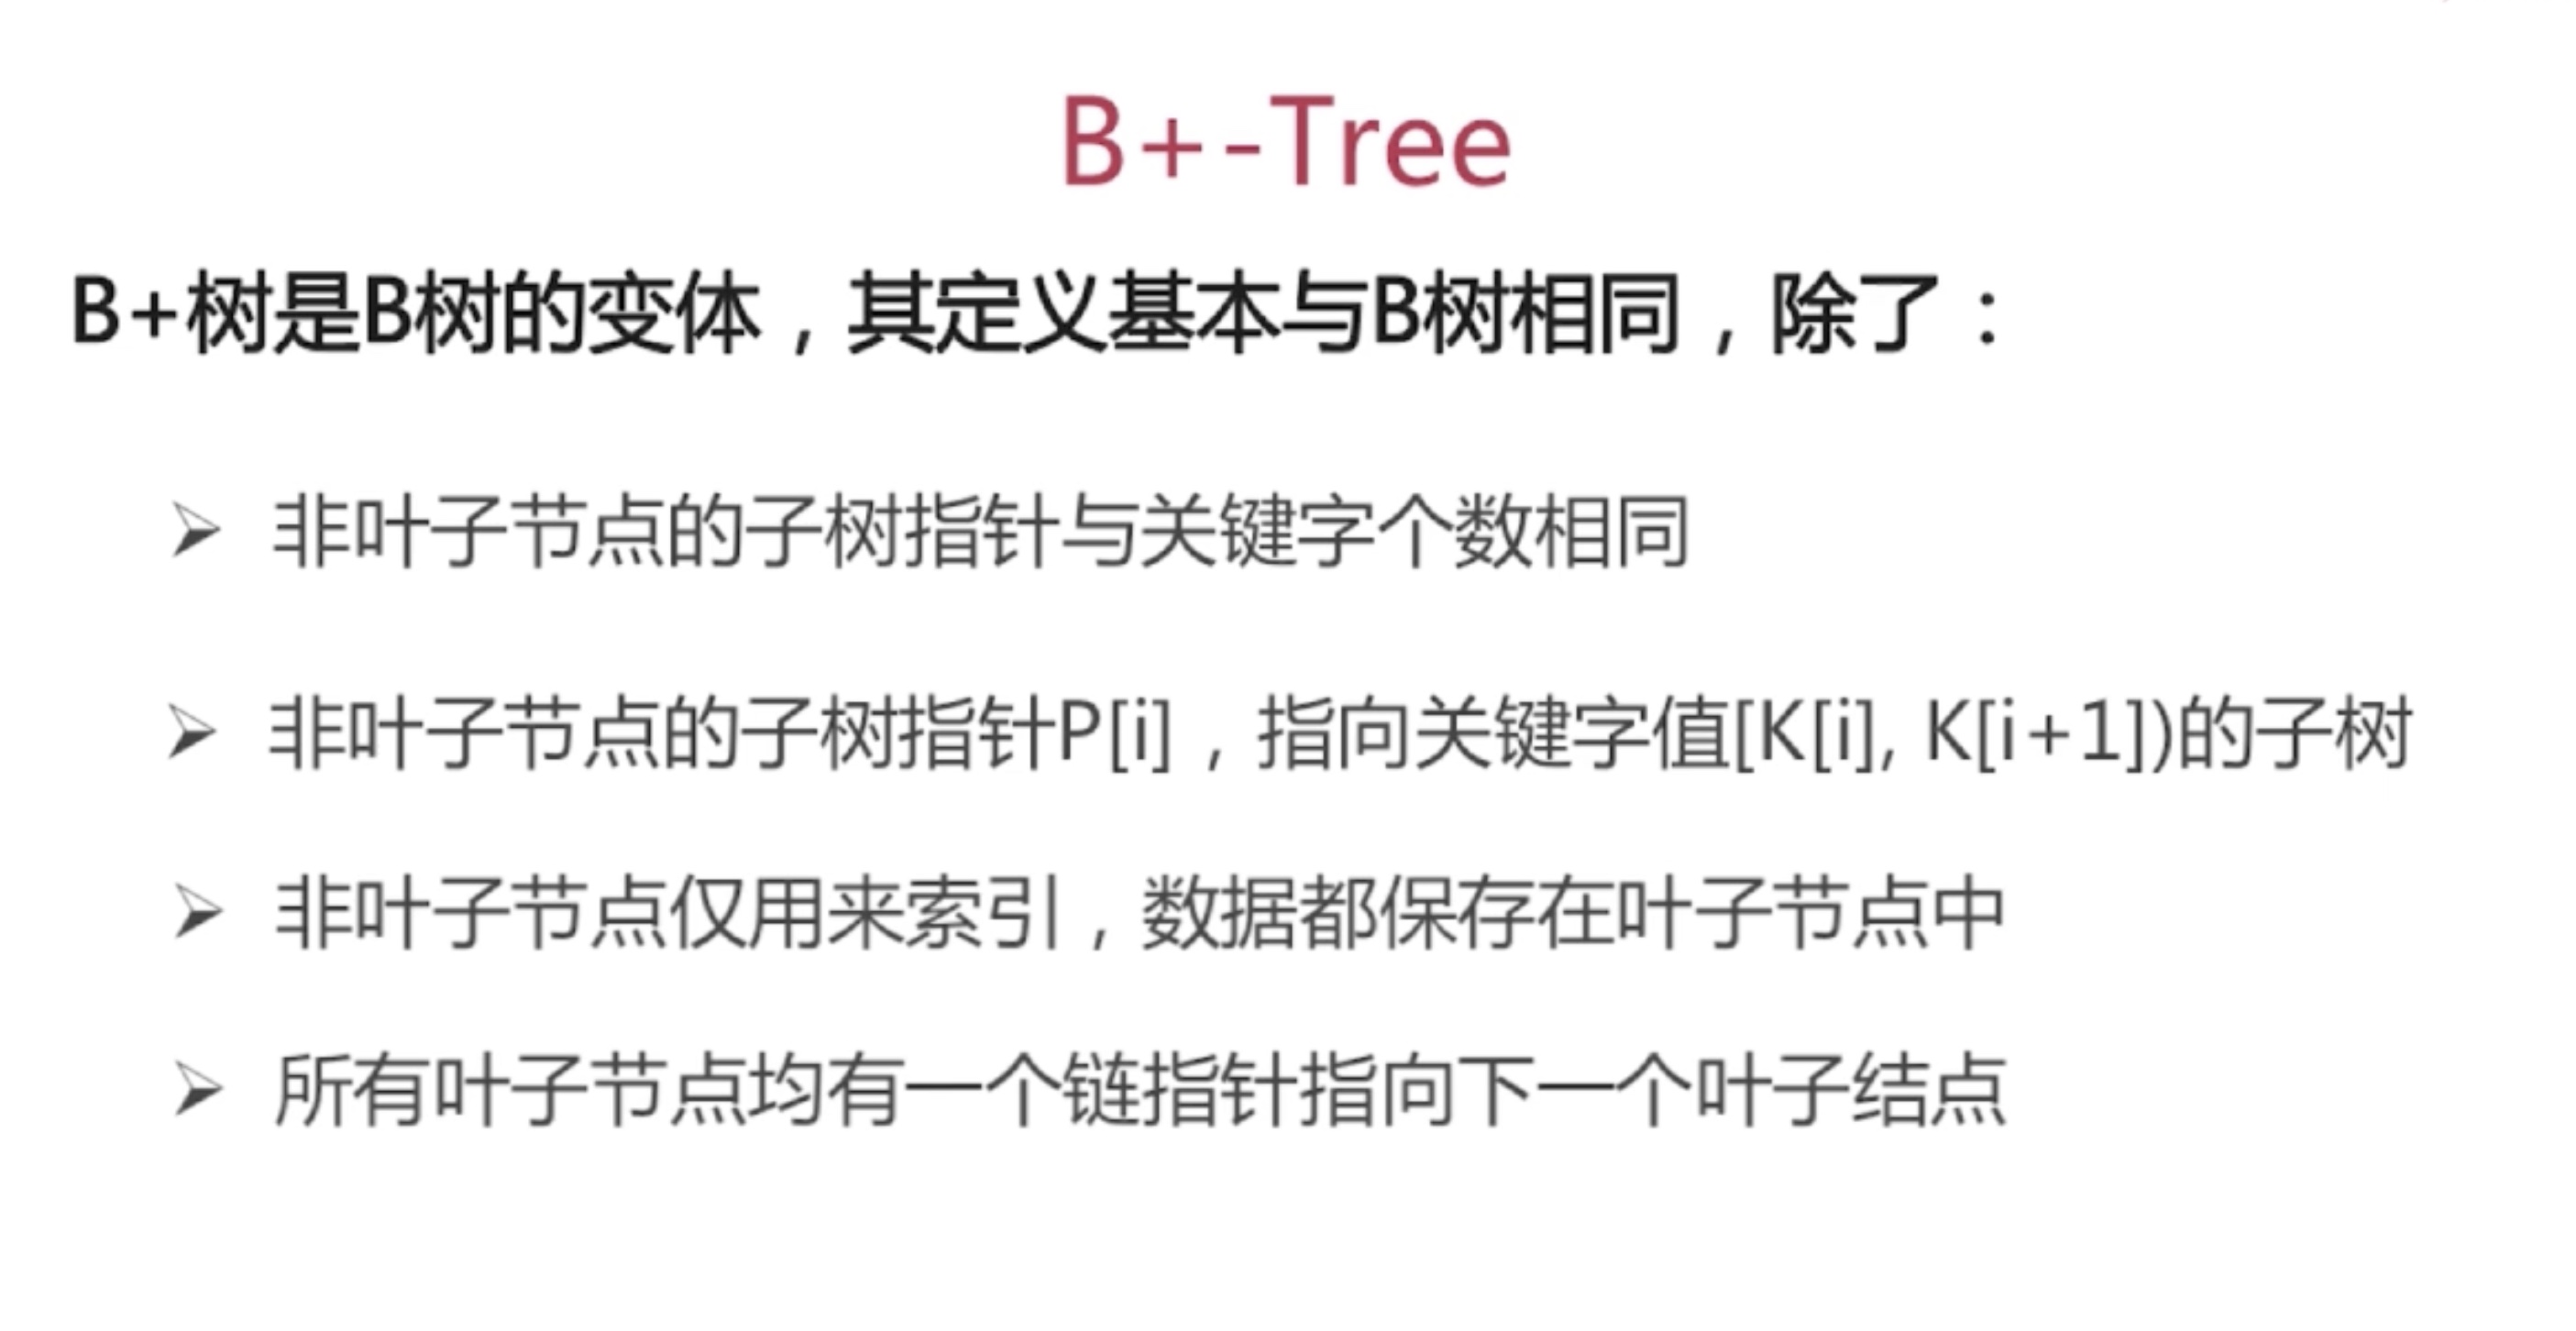 B+-Tree
B+树是B树的变体，其定义基本与B树相同，除了：
非叶子节点的子树指针与关键字个数相同
非叶子节点的子树指针P[i]，指向关键字值[K[i], K[i+1])的子树
非叶子节点仅用来索引，数据都保存在叶子节点中
所有叶子节点均有一个链指针指向下一个叶子结点